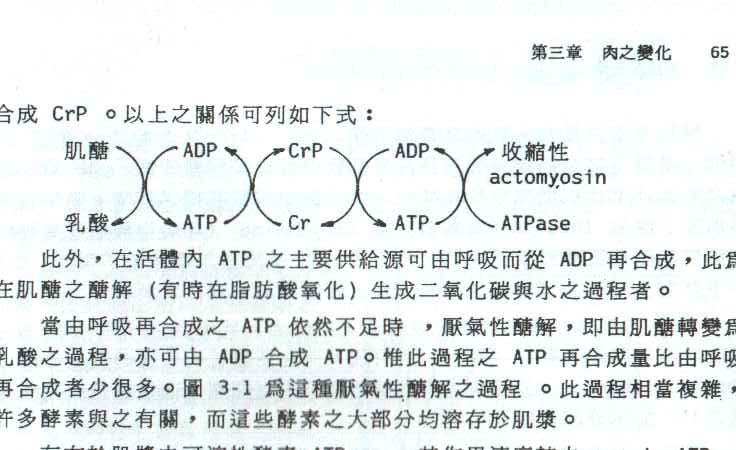 第三章 肉之變化 65
合成 CrP 。以上之關係可列如下式：
肌醣 ADP CrP ADP 收縮性
actomyosin
乳酸 ATP Cr ATP ATPase
此外，在活體內 ATP 之主要供給源可由呼吸而從 ADP 再合成，此爲
在肌醣之醣解 (有時在脂肪酸氧化) 生成二氧化碳與水之過程者。
當由呼吸再合成之 ATP 依然不足時 ，厭氣性醣解，即由肌醣轉變爲
乳酸之過程，亦可由 ADP 合成 ATP。惟此過程之 ATP 再合成量比由呼吸
再合成者少很多。圖 3-1 爲這種厭氣性醣解之過程 。此過程相當複雜，
許多酵素與之有關，而這些酵素之大部分均溶存於肌漿。